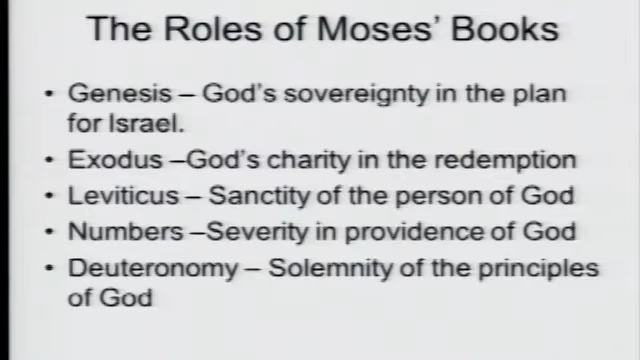 The Roles of Moses' Books
• Genesis – God's sovereignty in the plan
for Israel.
• Exodus –God's charity in the redemption
• Leviticus – Sanctity of the person of God
• Numbers –Severity in providence of God
• Deuteronomy – Solemnity of the principles
of God